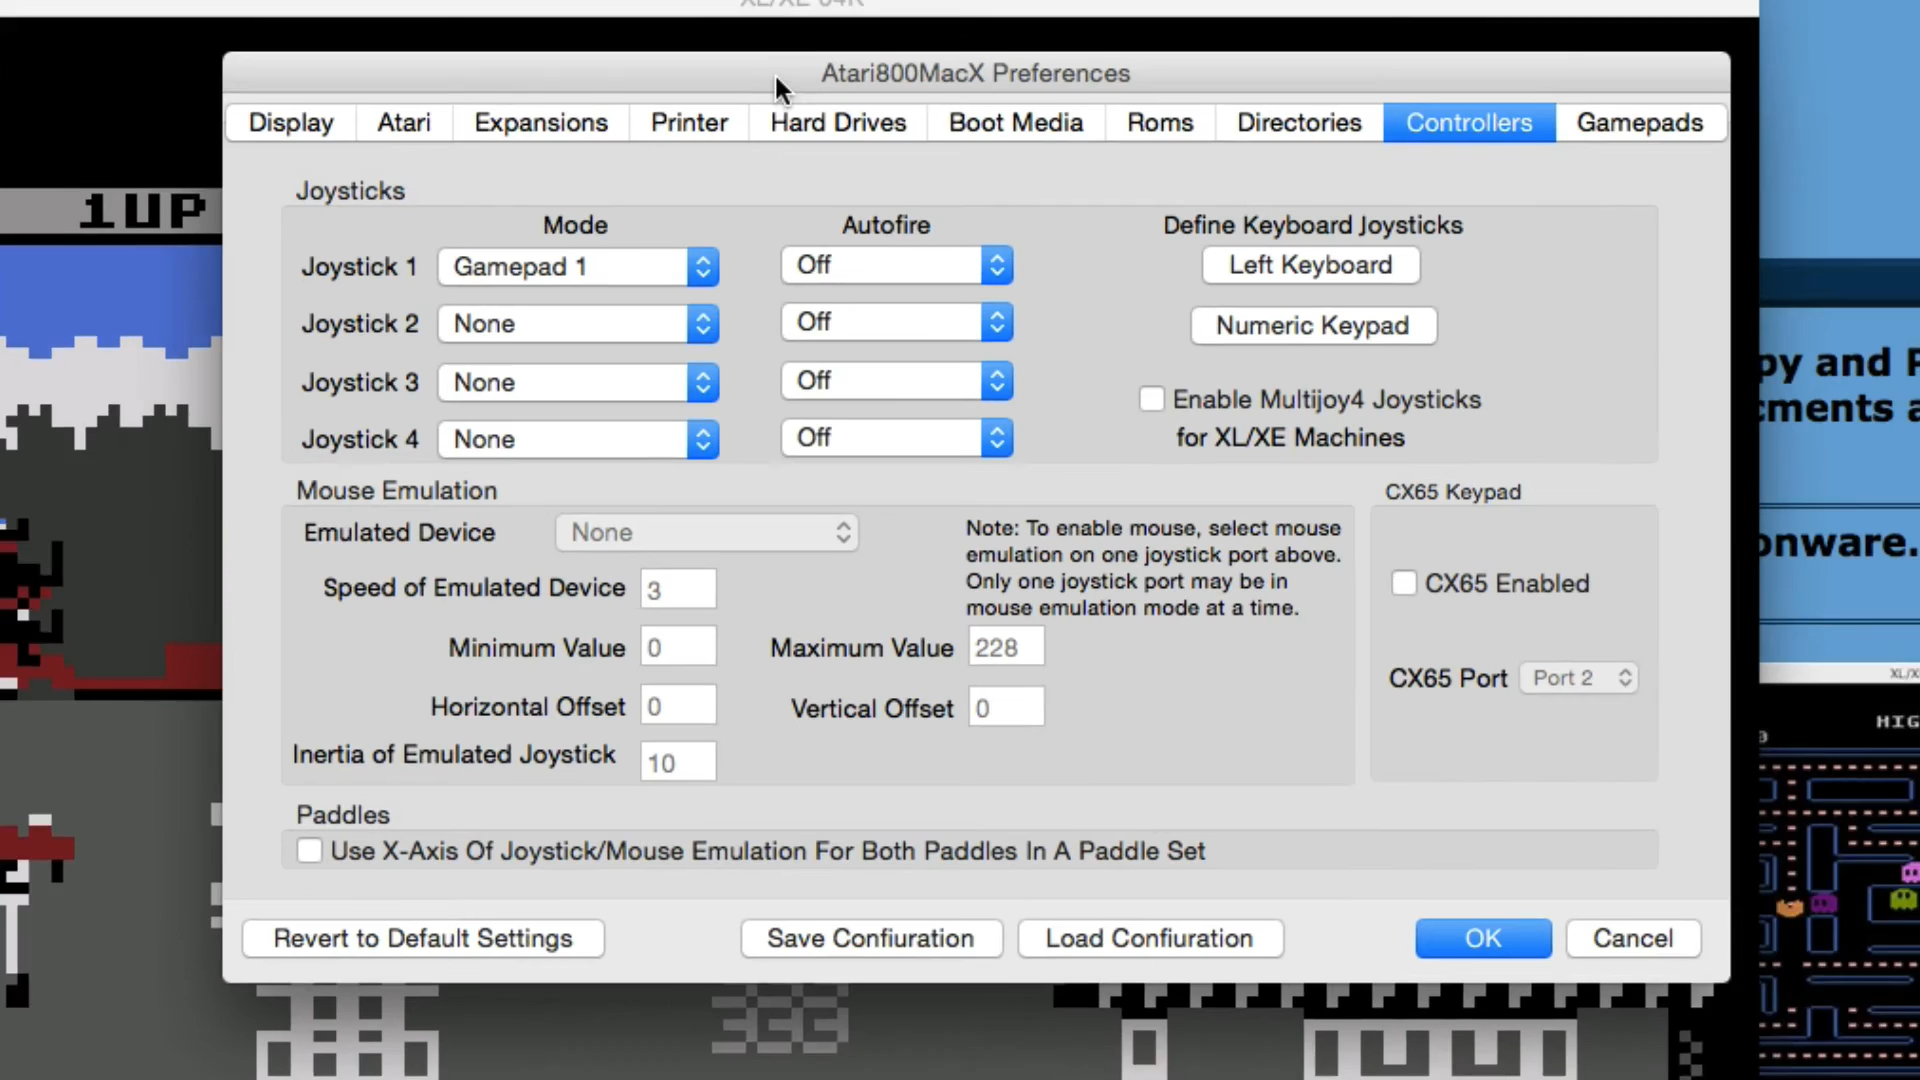 Atari800MacX Preferences
Display Atari Expansions Printer Hard Drives Boot Media Roms Directories Controllers Gamepads
1UP
Joysticks
Mode Autofire Define Keyboard Joysticks
Joystick 1 Gamepad 1 Off Left Keyboard
Joystick 2 None Off Numeric Keypad
Joystick 3 None Off
Enable Multijoy4 Joysticks
for XL/XE Machines
Joystick 4 None Off
Mouse Emulation
Emulated Device None
Note: To enable mouse, select mouse
emulation on one joystick port above.
Only one joystick port may be in
mouse emulation mode at a time.
Speed of Emulated Device 3
Minimum Value 0 Maximum Value 228
Horizontal Offset 0 Vertical Offset 0
Inertia of Emulated Joystick 10
CX65 Keypad
CX65 Enabled
CX65 Port Port 2
Paddles
Use X-Axis Of Joystick/Mouse Emulation For Both Paddles In A Paddle Set
Revert to Default Settings Save Confiuration Load Confiuration OK Cancel
333